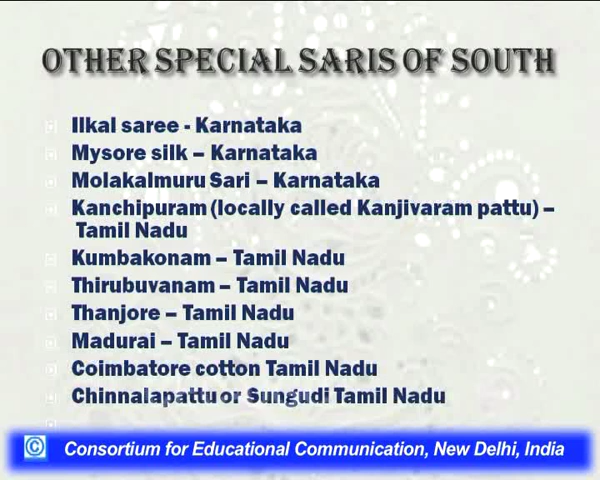 OTHER SPECIAL SARIS OF SOUTH
Ilkal saree - Karnataka
Mysore silk – Karnataka
Molakalmuru Sari – Karnataka
Kanchipuram (locally called Kanjivaram pattu) –
Tamil Nadu
Kumbakonam – Tamil Nadu
Thirubuvanam – Tamil Nadu
Thanjore – Tamil Nadu
Madurai – Tamil Nadu
Coimbatore cotton Tamil Nadu
Chinnalapattu or Sungudi Tamil Nadu
© Consortium for Educational Communication, New Delhi, India